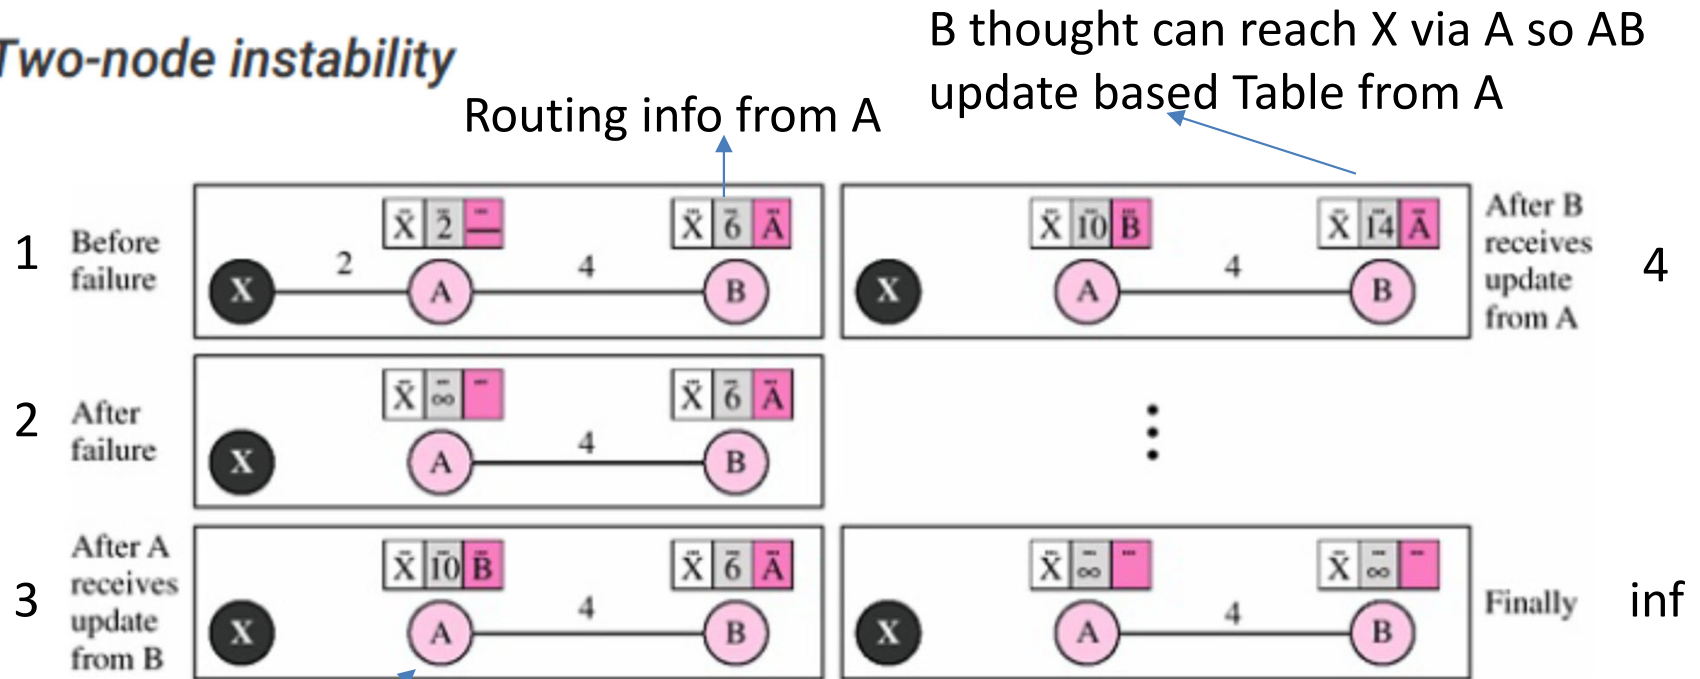 Two-node instability
B thought can reach X via A so AB
update based Table from A
Routing info from A
1
Before
failure
X 2 —
X 6 A
2
4
X
A
B
X 10 B
X 14 A
4
X
A
B
After B
receives
update
from A
4
2
After
failure
X ∞
X 6 A
4
X
A
B
3
After A
receives
update
from B
X 10 B
X 6 A
4
X
A
B
X ∞
X ∞
4
X
A
B
Finally
inf